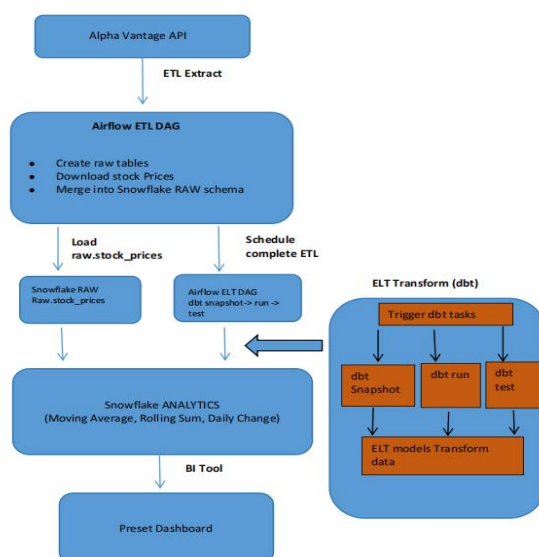 Alpha Vantage API
ETL Extract
Airflow ETL DAG
● Create raw tables
● Download stock Prices
● Merge into Snowflake RAW schema
Load
raw.stock_prices
Schedule
complete ETL
Snowflake RAW
Raw.stock_prices
Airflow ELT DAG
dbt snapshot-> run ->
test
Snowflake ANALYTICS
(Moving Average, Rolling Sum, Daily Change)
BI Tool
Preset Dashboard
ELT Transform (dbt)
Trigger dbt tasks
dbt
Snapshot
dbt run
dbt
test
ELT models Transform
data